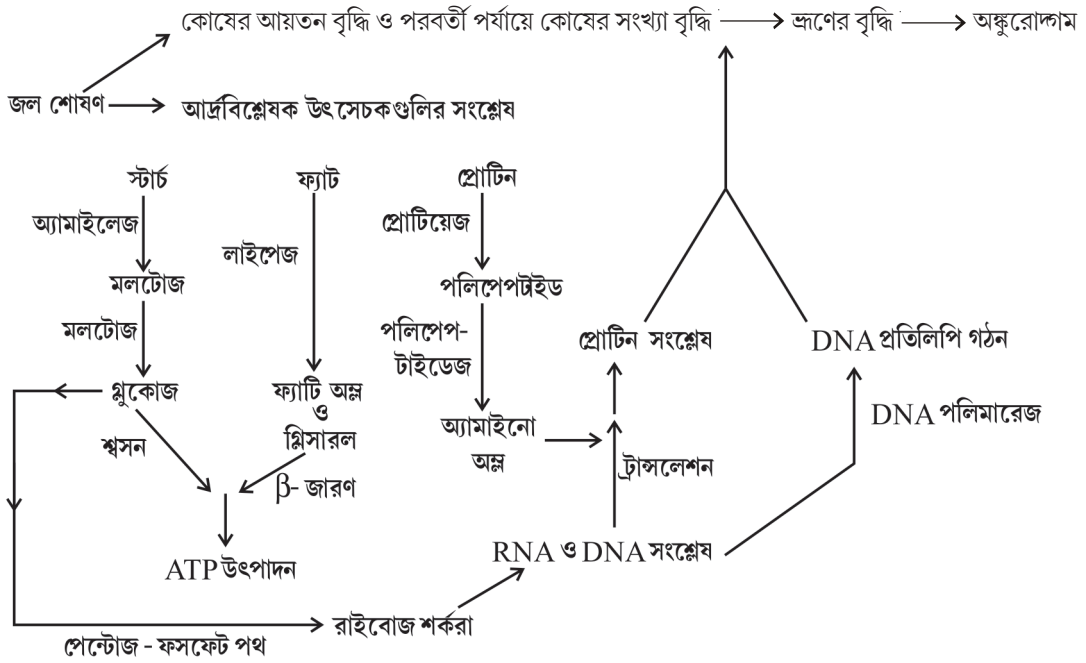 কোষের আয়তন বৃদ্ধি ও পরবর্তী পর্যায়ে কোষের সংখ্যা বৃদ্ধি ভ্রূণের বৃদ্ধি অঙ্কুরোদ্গম
জল শোষণ আর্দ্রবিশ্লেষক উৎসেচকগুলির সংশ্লেষ
স্টার্চ ফ্যাট প্রোটিন
অ্যামাইলেজ প্রোটিয়েজ
লাইপেজ
মলটোজ পলিপেপটাইড
মলটোজ পলিপেপ-
টাইডেজ
প্রোটিন সংশ্লেষ DNA প্রতিলিপি গঠন
গ্লুকোজ ফ্যাটি অম্ল
ও
গ্লিসারল
DNA পলিমারেজ
শ্বসন অ্যামাইনো
অম্ল
ট্রান্সলেশন
β- জারণ
RNA ও DNA সংশ্লেষ
ATP উৎপাদন
রাইবোজ শর্করা
পেন্টোজ - ফসফেট পথ